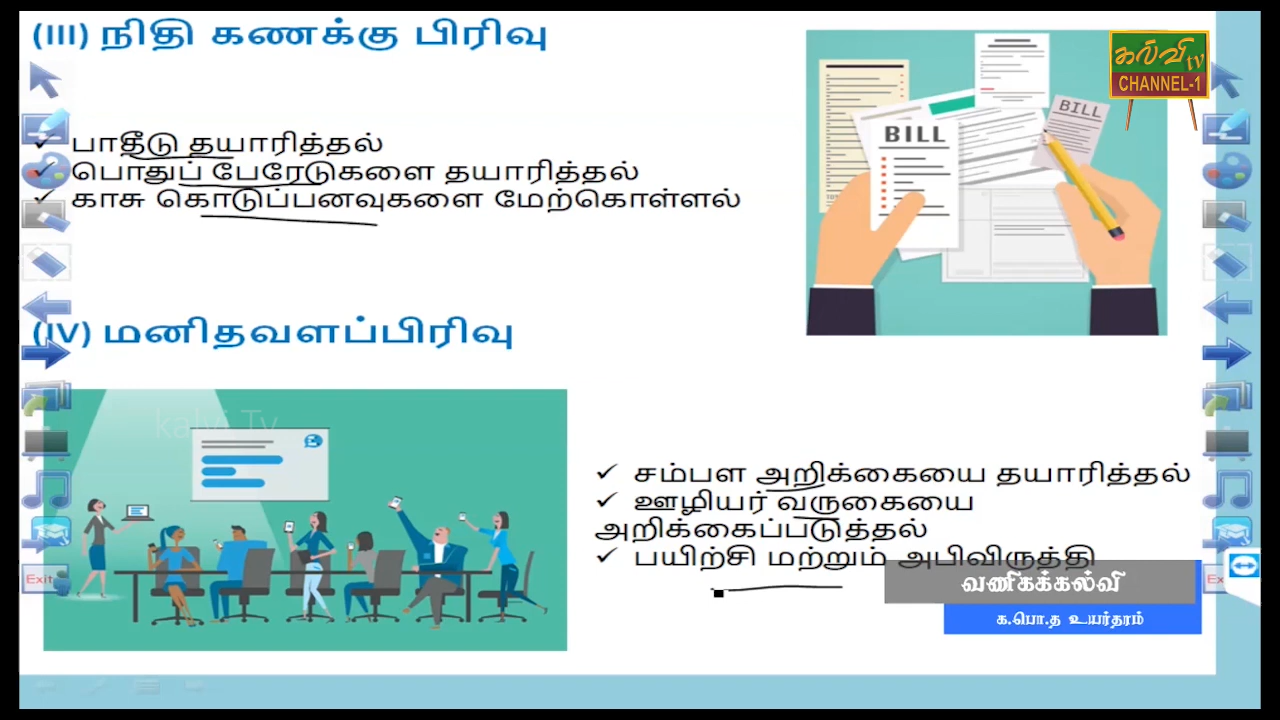 (III) நிதி கணக்கு பிரிவு
கல்வி tv
CHANNEL-1
BILL
BILL
✓ பாதீடு தயாரித்தல்
✓ பொதுப் பேரேடுகளை தயாரித்தல்
✓ காசு கொடுப்பனவுகளை மேற்கொள்ளல்
(IV) மனிதவளப்பிரிவு
kalvi Tv
✓ சம்பள அறிக்கையை தயாரித்தல்
✓ ஊழியர் வருகையை
அறிக்கைப்படுத்தல்
✓ பயிற்சி மற்றும் அபிவிருத்தி
வணிகக்கல்வி
க.பொ.த உயர்தரம்
Exit